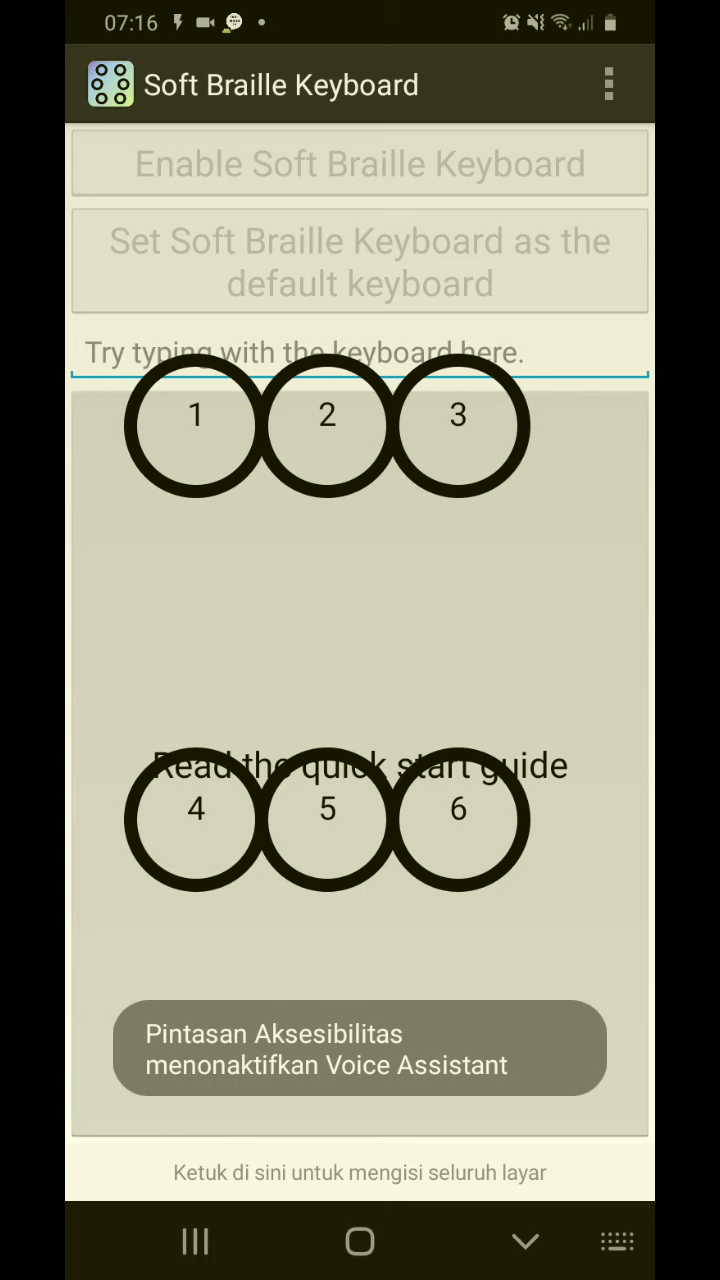 07:16
Soft Braille Keyboard
Enable Soft Braille Keyboard
Set Soft Braille Keyboard as the
default keyboard
Try typing with the keyboard here.
1 2 3
Read the quick start guide
4 5 6
Pintasan Aksesibilitas
menonaktifkan Voice Assistant
Ketuk di sini untuk mengisi seluruh layar